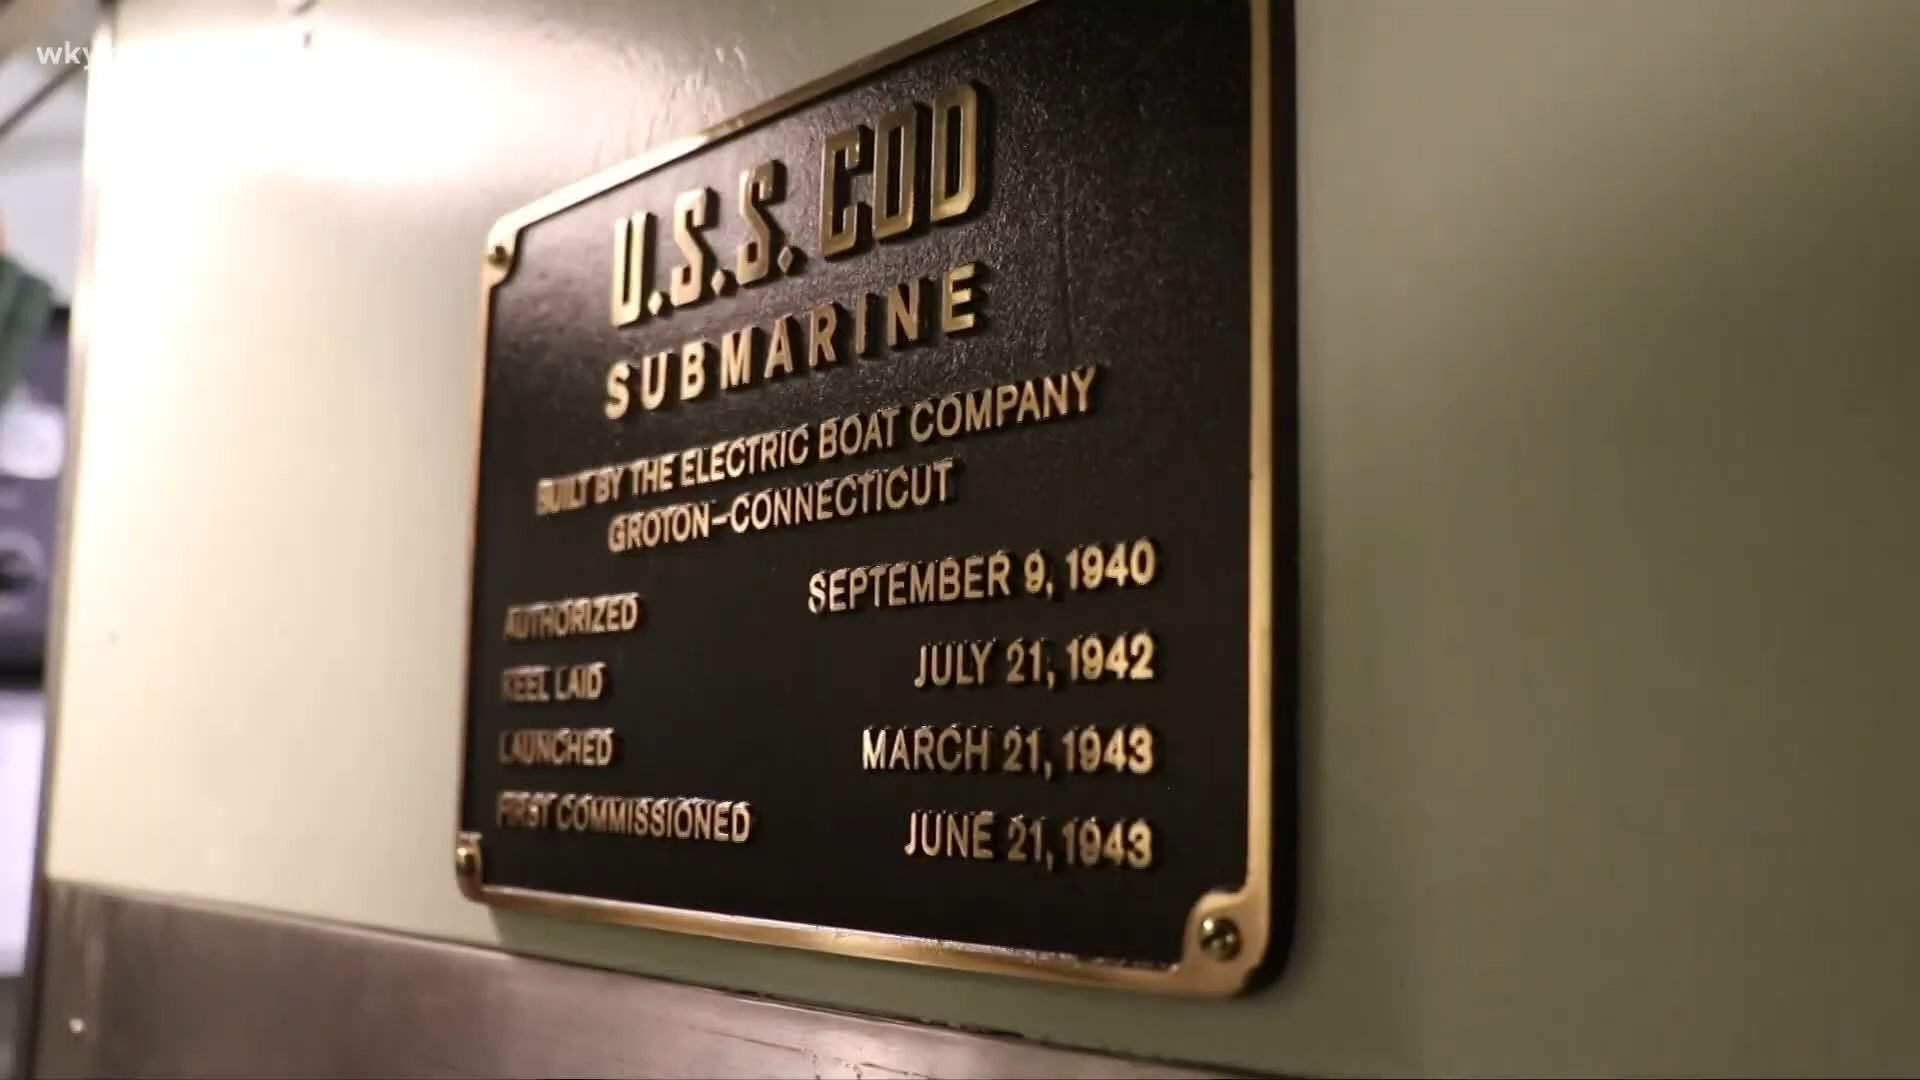 wky
U.S.S. COD
SUBMARINE
BUILT BY THE ELECTRIC BOAT COMPANY
GROTON-CONNECTICUT
AUTHORIZED SEPTEMBER 9, 1940
KEEL LAID JULY 21, 1942
LAUNCHED MARCH 21, 1943
FIRST COMMISSIONED JUNE 21, 1943